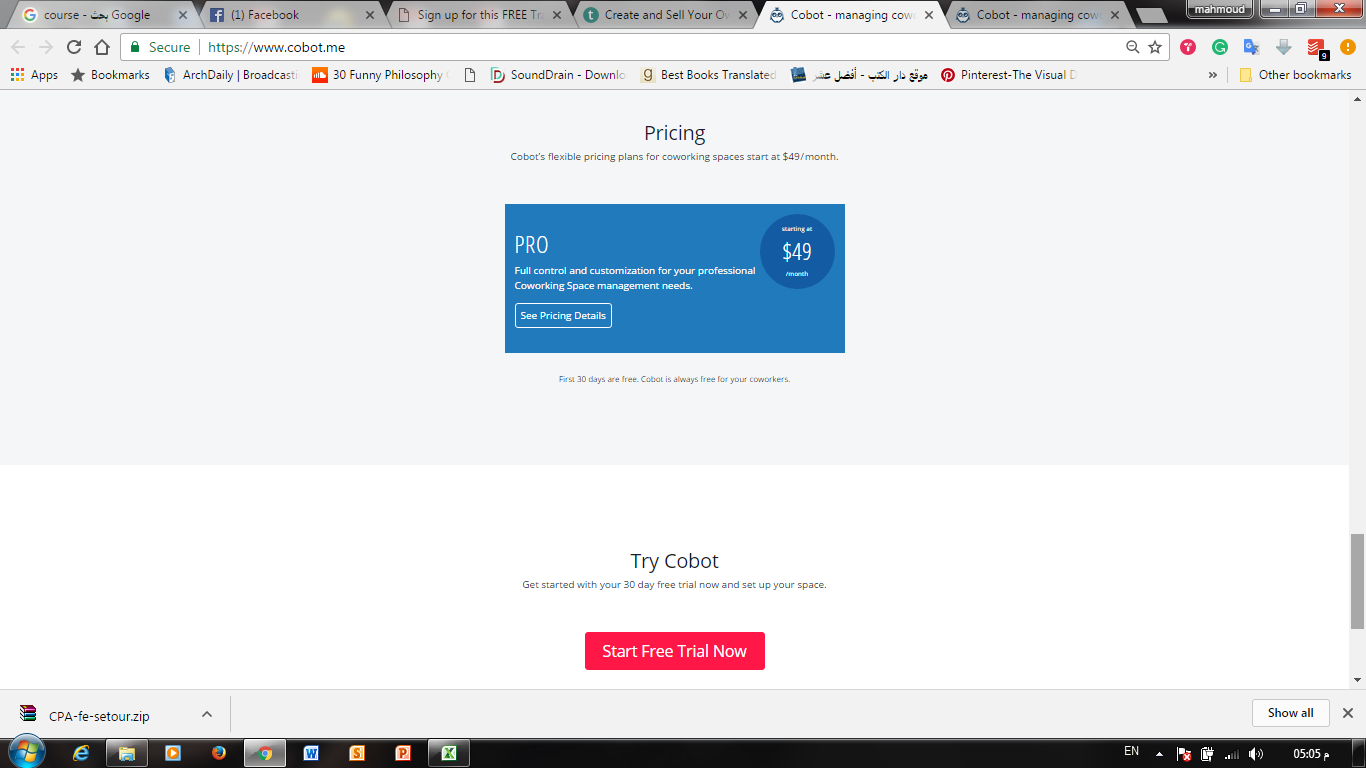 course - بحث Google
(1) Facebook
Sign up for this FREE Tra
Create and Sell Your Ow
Cobot - managing cow
Cobot - managing cow
mahmoud
Secure
https://www.cobot.me
9
Apps
Bookmarks
ArchDaily | Broadcasti
30 Funny Philosophy
SoundDrain - Downlo
Best Books Translated
موقع دار الكتب - أفضل عشر
Pinterest-The Visual D
»
Other bookmarks
Pricing
Cobot's flexible pricing plans for coworking spaces start at $49/month.
PRO
Full control and customization for your professional
Coworking Space management needs.
See Pricing Details
starting at
$49
/month
First 30 days are free. Cobot is always free for your coworkers.
Try Cobot
Get started with your 30 day free trial now and set up your space.
Start Free Trial Now
CPA-fe-setour.zip
Show all
EN
05:05 م